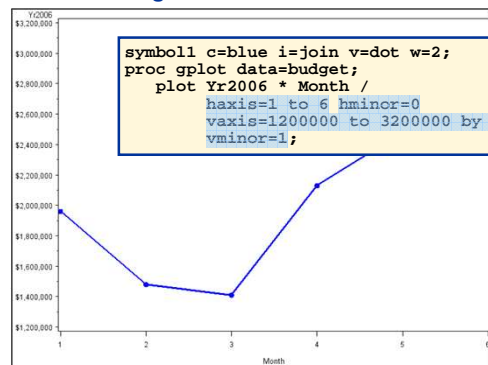 Yr2006
$3,200,000
symbol1 c=blue i=join v=dot w=2;
proc gplot data=budget;
plot Yr2006 * Month /
haxis=1 to 6 hminor=0
vaxis=1200000 to 3200000 by
vminor=1;
$3,000,000
$2,800,000
$2,600,000
$2,400,000
$2,200,000
$2,000,000
$1,800,000
$1,600,000
$1,400,000
$1,200,000
1 2 3 4 5 6
Month